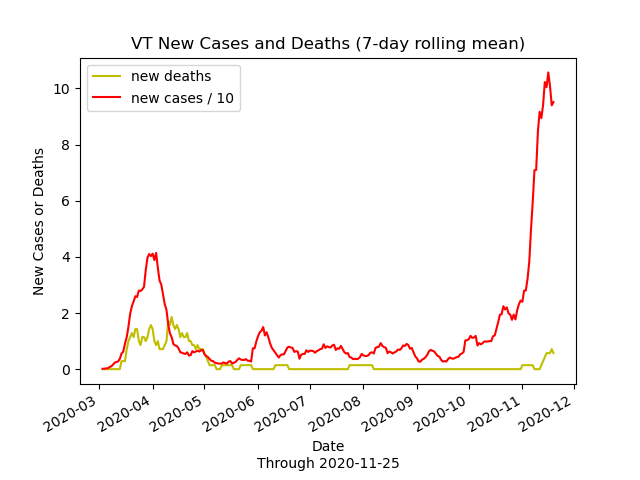 VT New Cases and Deaths (7-day rolling mean)
new deaths
new cases / 10
New Cases or Deaths
10
8
6
4
2
0
2020-03
2020-04
2020-05
2020-06
2020-07
2020-08
2020-09
2020-10
2020-11
2020-12
Date
Through 2020-11-25